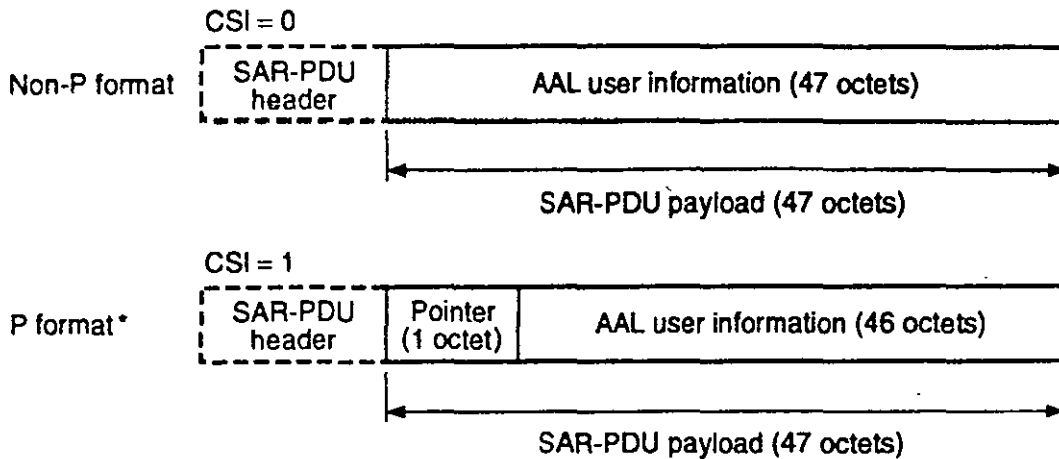 CSI = 0
Non-P format
SAR-PDU
header
AAL user information (47 octets)
SAR-PDU payload (47 octets)
CSI = 1
P format*
SAR-PDU
header
Pointer
(1 octet)
AAL user information (46 octets)
SAR-PDU payload (47 octets)